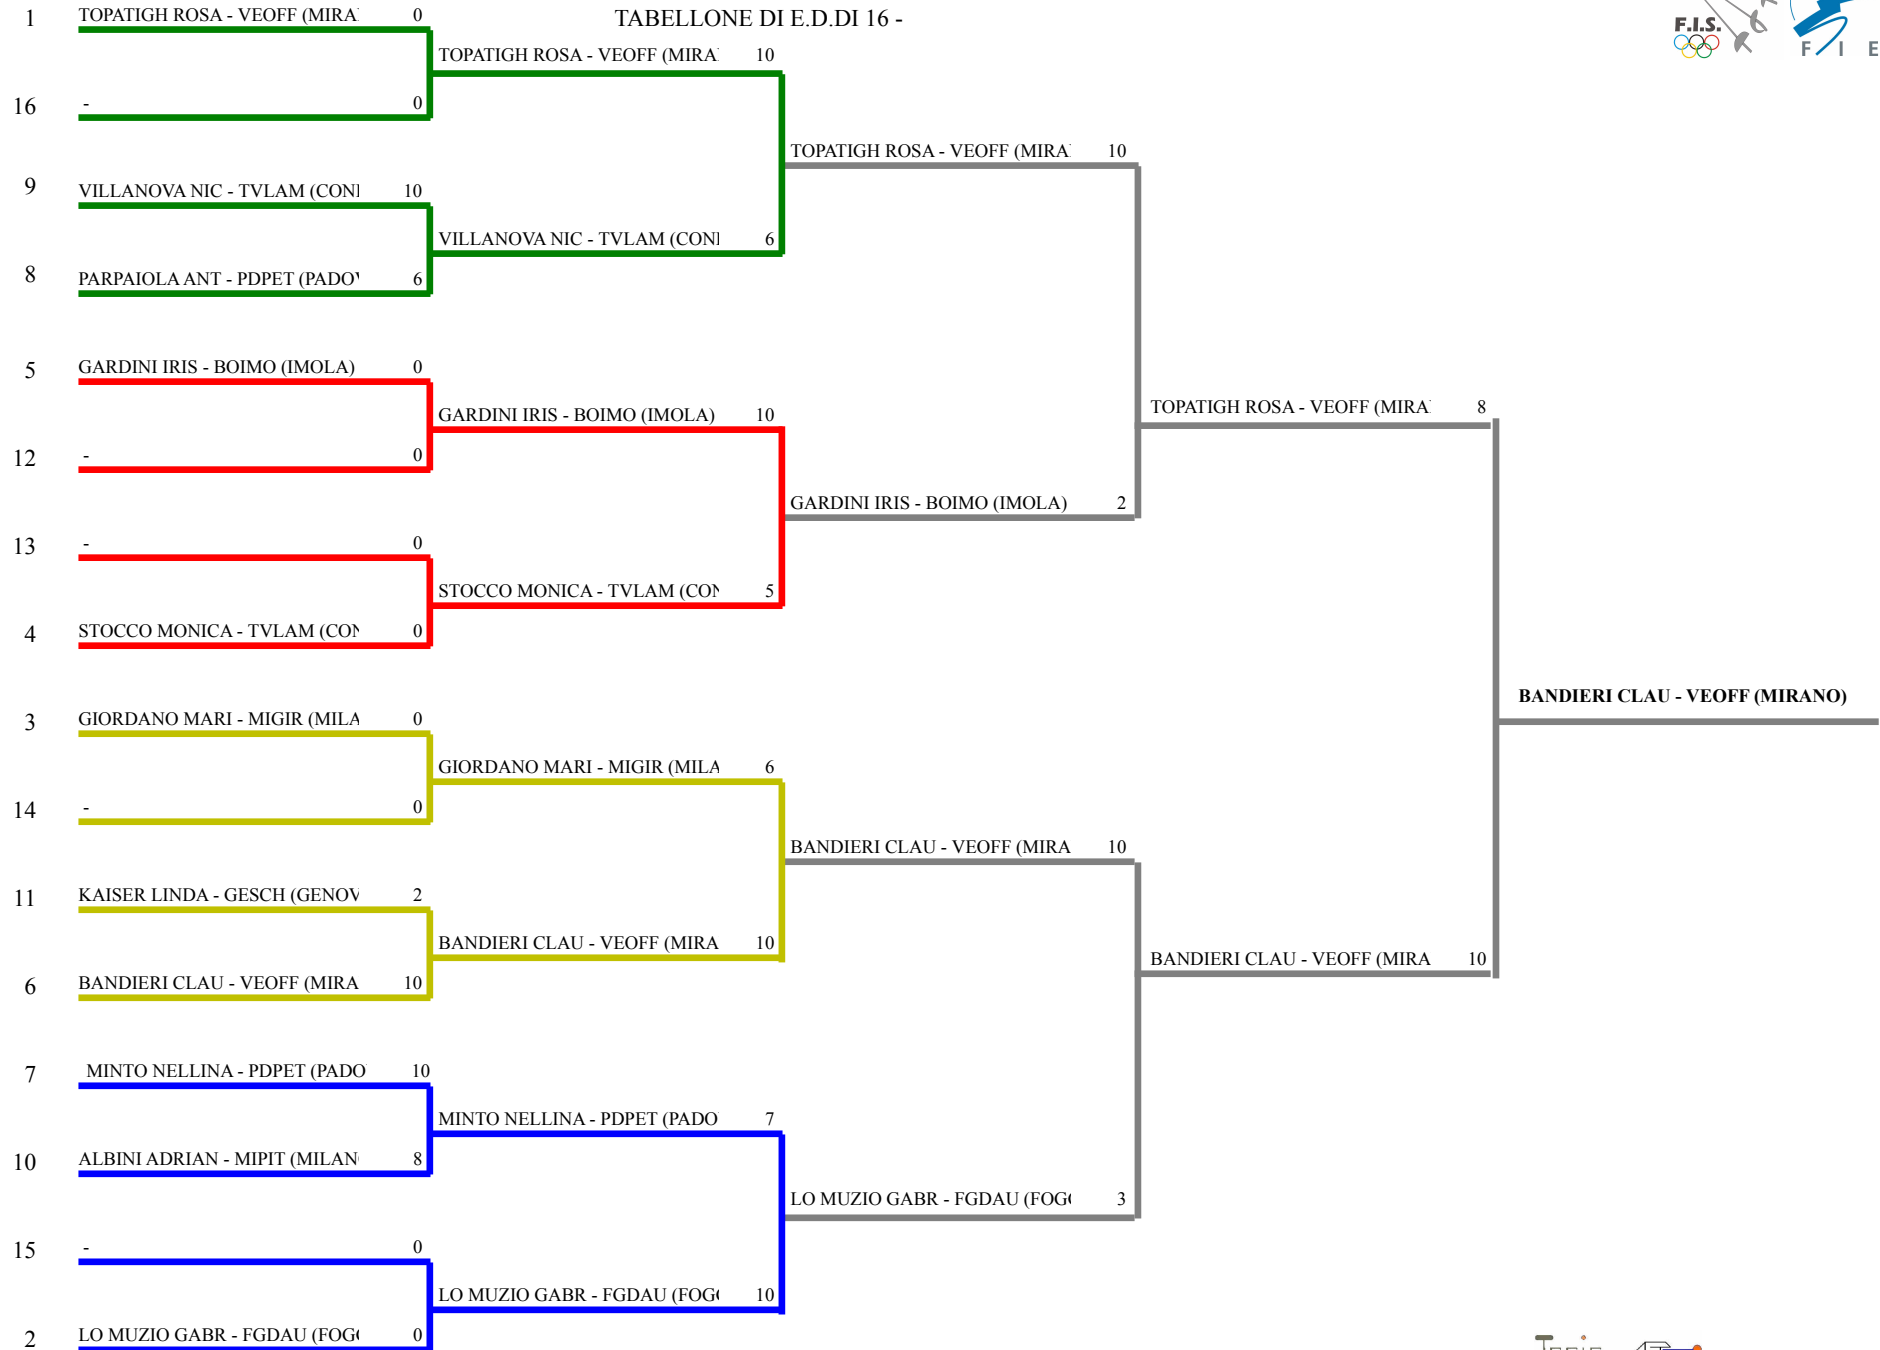 TABELLONE DI E.D.DI 16 -
F.I.S.
F I E
1 TOPATIGH ROSA - VEOFF (MIRA 0
TOPATIGH ROSA - VEOFF (MIRA 10
16 - 0
TOPATIGH ROSA - VEOFF (MIRA 10
9 VILLANOVA NIC - TVLAM (CON 10
VILLANOVA NIC - TVLAM (CON 6
8 PARPAIOLA ANT - PDPET (PADO 6
5 GARDINI IRIS - BOIMO (IMOLA) 0
GARDINI IRIS - BOIMO (IMOLA) 10
TOPATIGH ROSA - VEOFF (MIRA 8
12 - 0
GARDINI IRIS - BOIMO (IMOLA) 2
13 - 0
STOCCO MONICA - TVLAM (CON 5
4 STOCCO MONICA - TVLAM (CON 0
BANDIERI CLAU - VEOFF (MIRANO)
3 GIORDANO MARI - MIGIR (MILA 0
GIORDANO MARI - MIGIR (MILA 6
14 - 0
BANDIERI CLAU - VEOFF (MIRA 10
11 KAISER LINDA - GESCH (GENOV 2
BANDIERI CLAU - VEOFF (MIRA 10
BANDIERI CLAU - VEOFF (MIRA 10
6 BANDIERI CLAU - VEOFF (MIRA 10
7 MINTO NELLINA - PDPET (PADO 10
MINTO NELLINA - PDPET (PADO 7
10 ALBINI ADRIAN - MIPIT (MILAN 8
LO MUZIO GABR - FGDAU (FOG 3
15 - 0
LO MUZIO GABR - FGDAU (FOG 10
2 LO MUZIO GABR - FGDAU (FOG 0